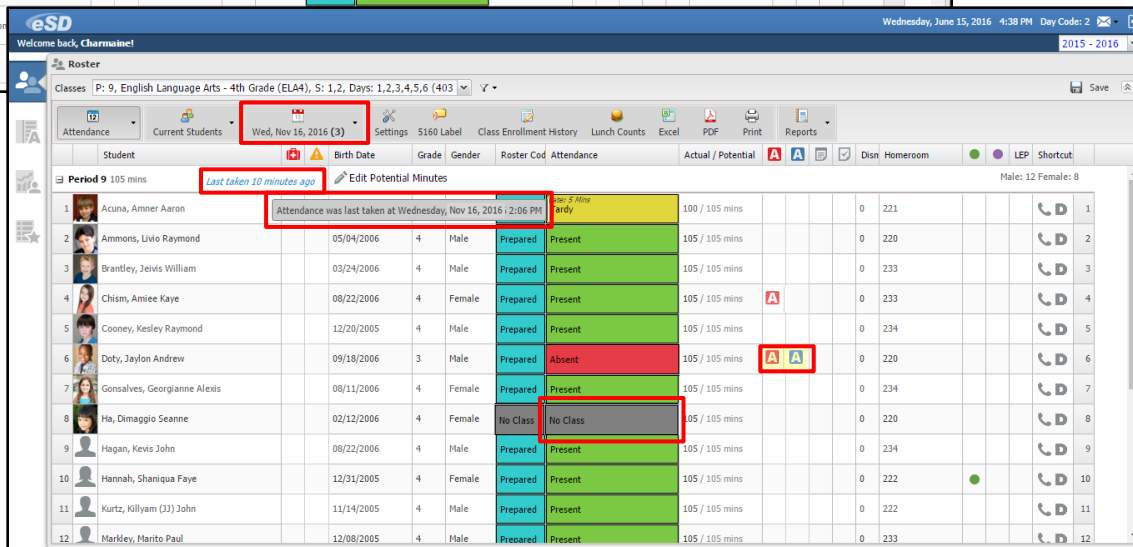 eSD
Wednesday, June 15, 2016 4:38 PM Day Code: 2
Welcome back, Charmaine!
2015 - 2016
Roster
Classes P: 9, English Language Arts - 4th Grade (ELA4), S: 1,2, Days: 1,2,3,4,5,6 (403
Save
Attendance Current Students Wed, Nov 16, 2016 (3) Settings 5160 Label Class Enrollment History Lunch Counts Excel PDF Print Reports
Student Birth Date Grade Gender Roster Cod Attendance Actual / Potential A A Disn Homeroom LEP Shortcut
Period 9 105 mins Last taken 10 minutes ago Edit Potential Minutes Male: 12 Female: 8
Attendance was last taken at Wednesday, Nov 16, 2016 2:06 PM
1 Acuna, Amner Aaron Late: 5 Mins Tardy 100 / 105 mins 0 221 D 1
2 Ammons, Livio Raymond 05/04/2006 4 Male Prepared Present 105 / 105 mins 0 220 D 2
3 Brantley, Jeivis William 03/24/2006 4 Male Prepared Present 105 / 105 mins 0 233 D 3
4 Chism, Amiee Kaye 08/22/2006 4 Female Prepared Present 105 / 105 mins A 0 233 D 4
5 Cooney, Kesley Raymond 12/20/2005 4 Male Prepared Present 105 / 105 mins 0 234 D 5
6 Doty, Jaylon Andrew 09/18/2006 3 Male Prepared Absent 105 / 105 mins A A 0 220 D 6
7 Gonsalves, Georgianne Alexis 08/11/2006 4 Female Prepared Present 105 / 105 mins 0 234 D 7
8 Ha, Dimaggio Seanne 02/12/2006 4 Female No Class No Class 105 / 105 mins 0 220 D 8
9 Hagan, Kevis John 08/22/2006 4 Male Prepared Present 105 / 105 mins 0 234 D 9
10 Hannah, Shaniqua Faye 12/31/2005 4 Female Prepared Present 105 / 105 mins 0 222 D 10
11 Kurtz, Killyam (JJ) John 11/14/2005 4 Male Prepared Present 105 / 105 mins 0 222 D 11
12 Markley, Marito Paul 12/08/2005 4 Male Prepared Present 105 / 105 mins 0 233 D 12